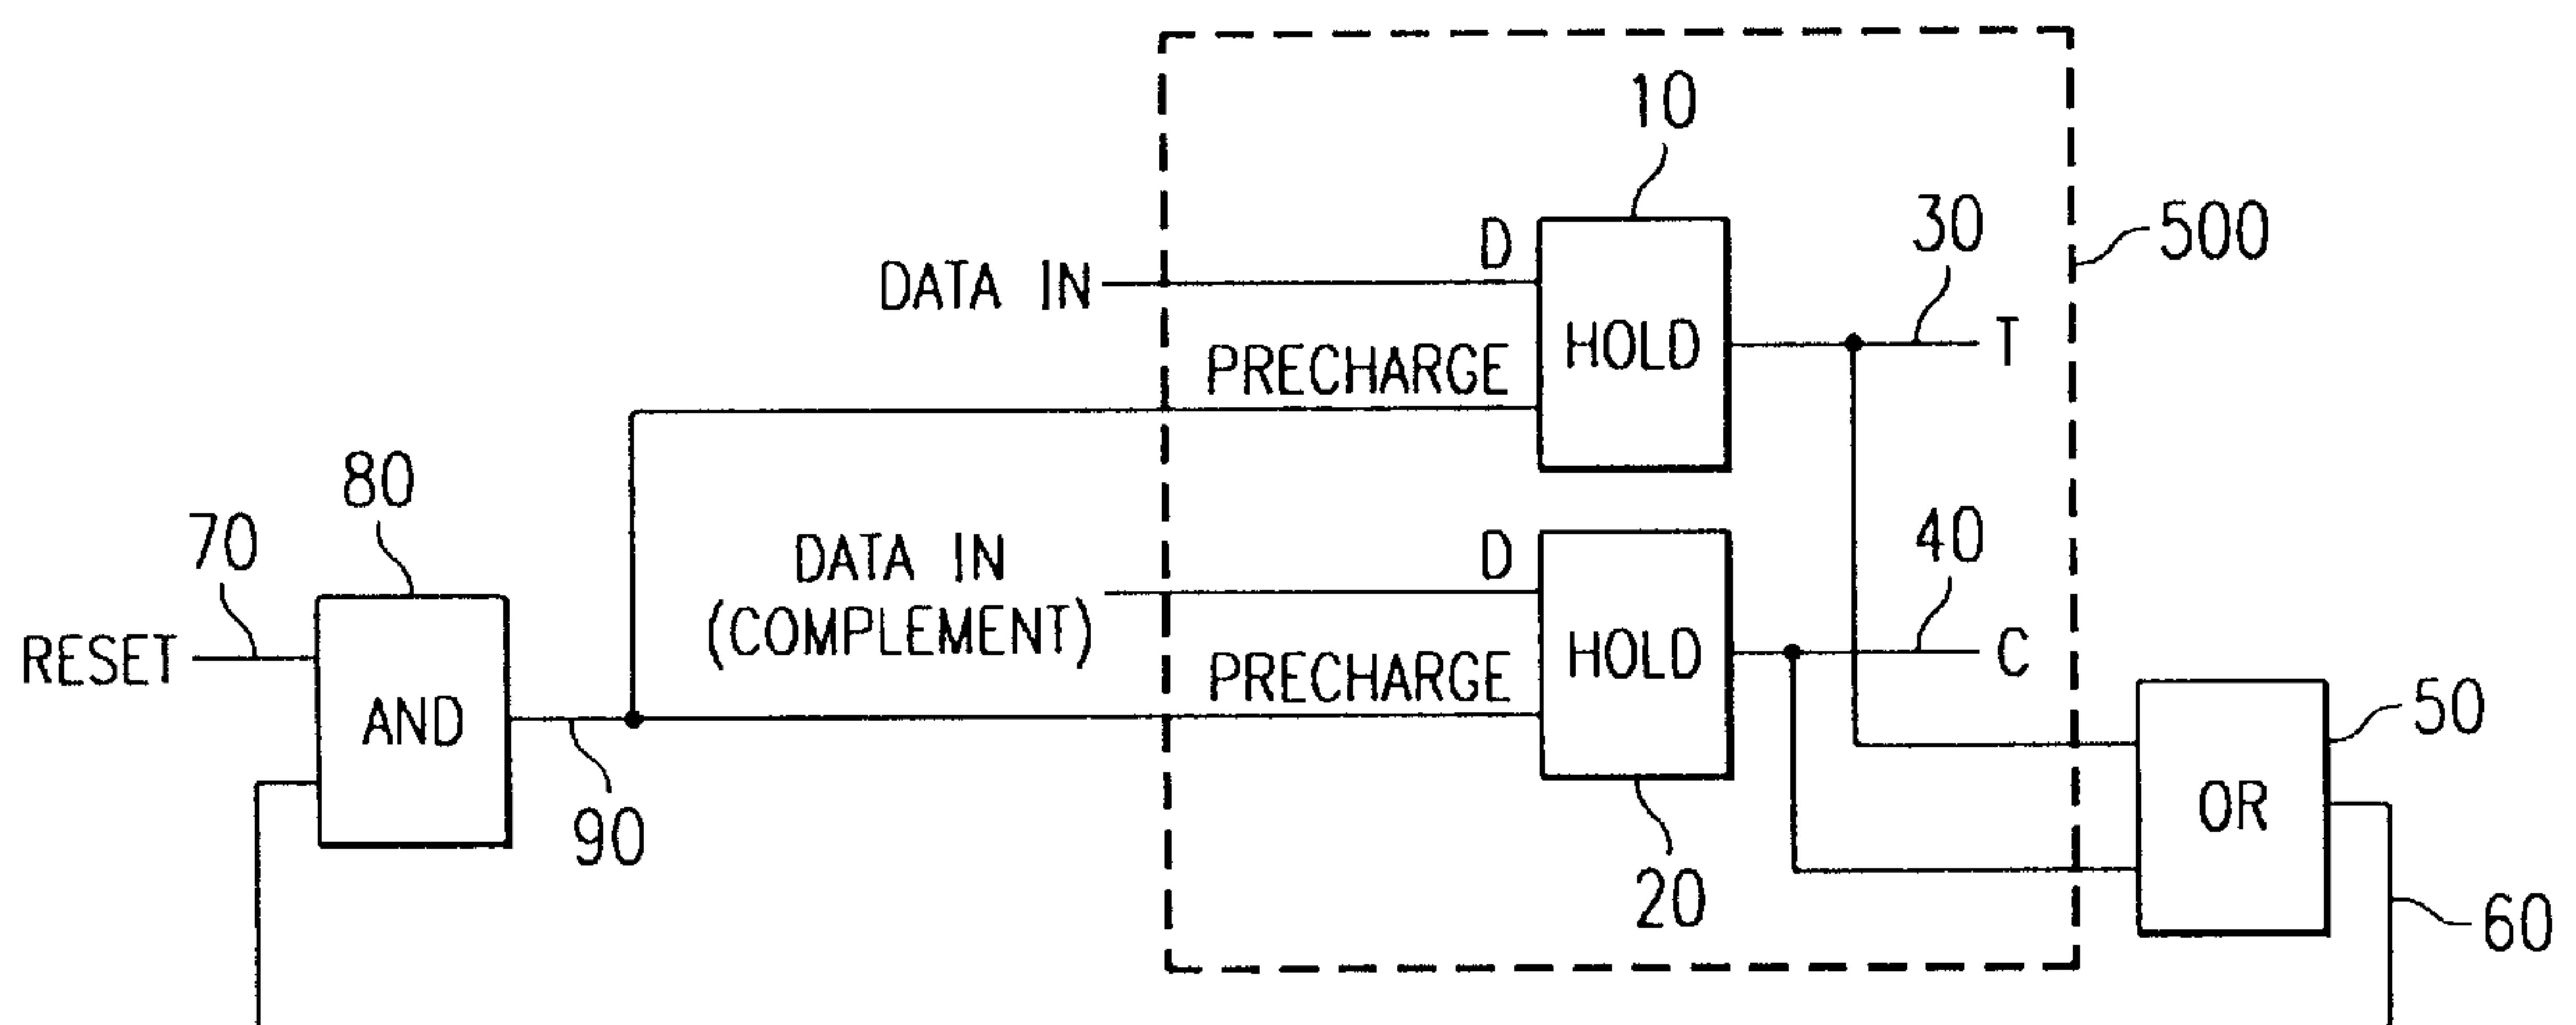 10
30
500
D
DATA IN
HOLD
T
PRECHARGE
80
70
DATA IN
(COMPLEMENT)
D
40
HOLD
C
RESET
PRECHARGE
AND
50
90
OR
20
60